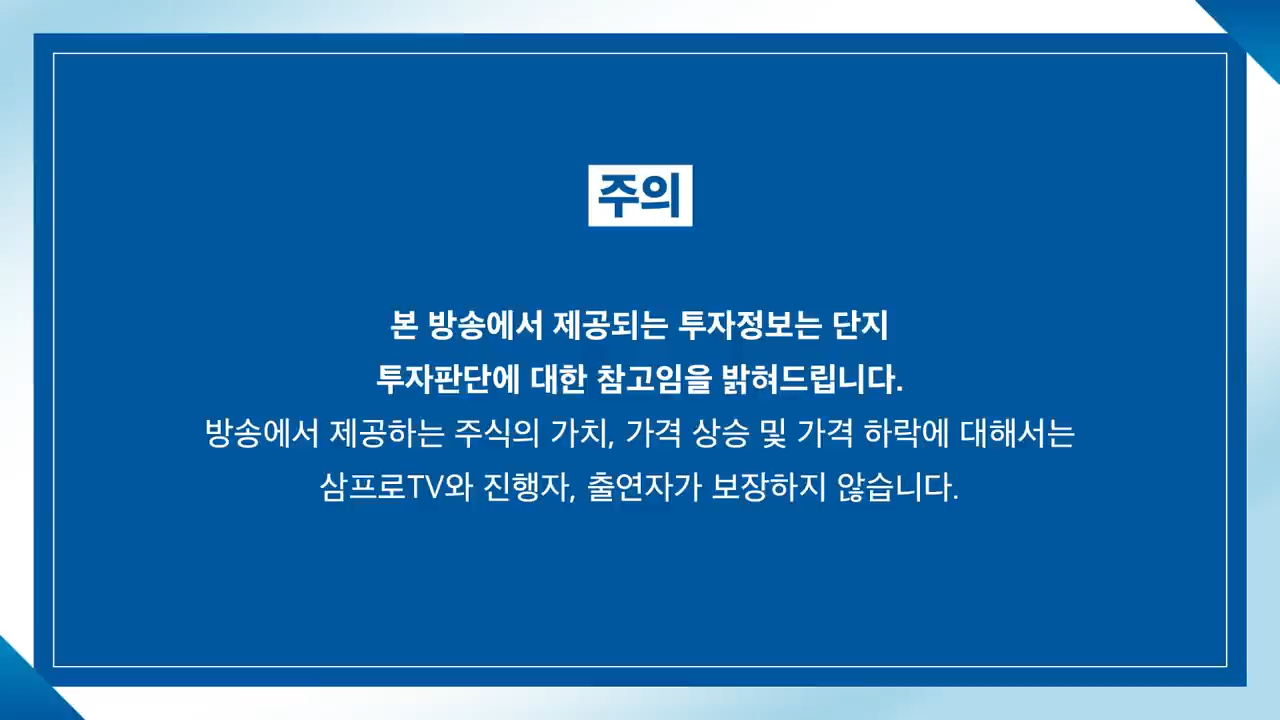 주의
본 방송에서 제공되는 투자정보는 단지
투자판단에 대한 참고임을 밝혀드립니다.
방송에서 제공하는 주식의 가치, 가격 상승 및 가격 하락에 대해서는
삼프로TV와 진행자, 출연자가 보장하지 않습니다.